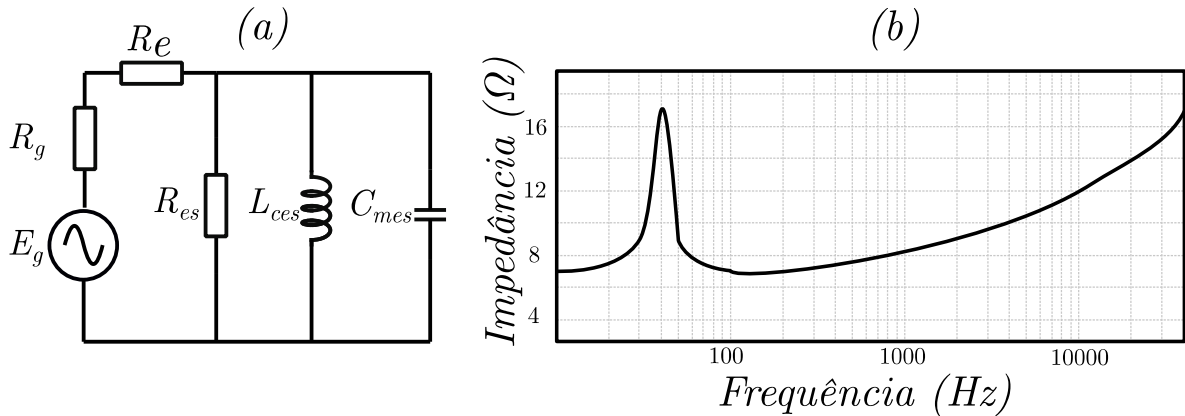 (a)
Re
R_g
E_g
R_es
L_ces
C_mes
(b)
Impedância (Ω)
16
12
8
4
100
1000
10000
Frequência (Hz)